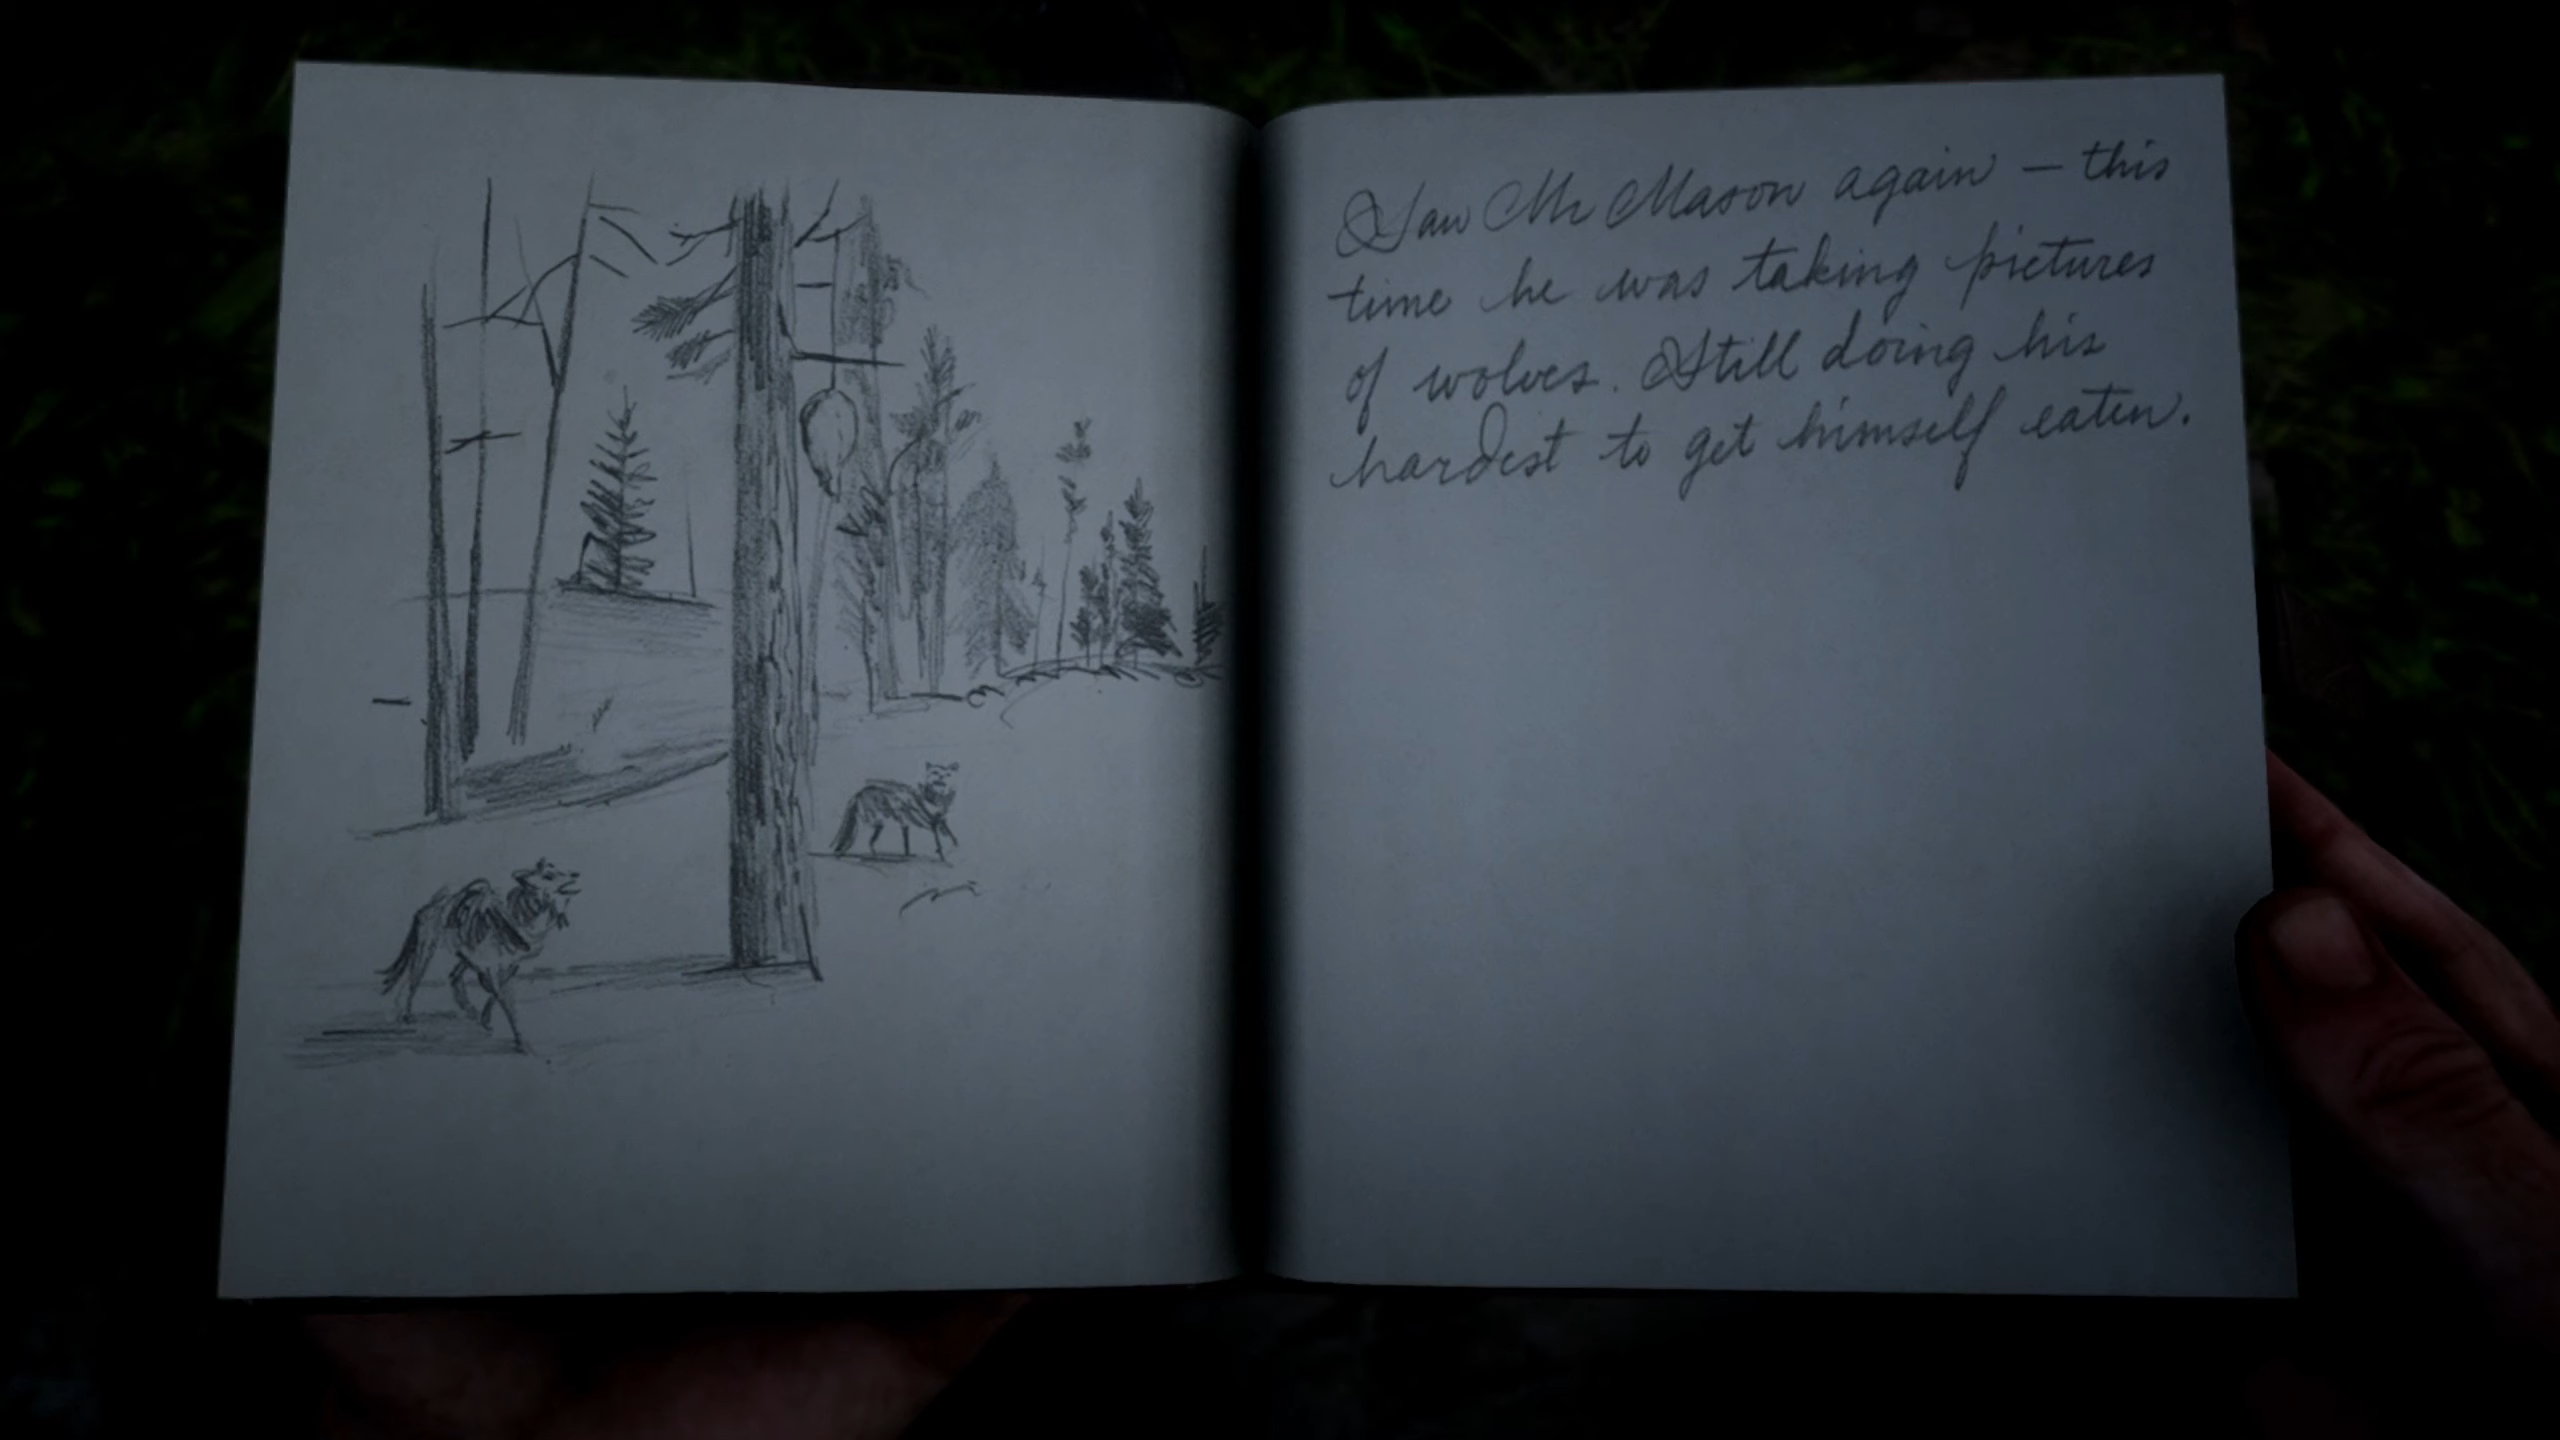 Saw Mr Mason again – this
time he was taking pictures
of wolves. Still doing his
hardest to get himself eaten.